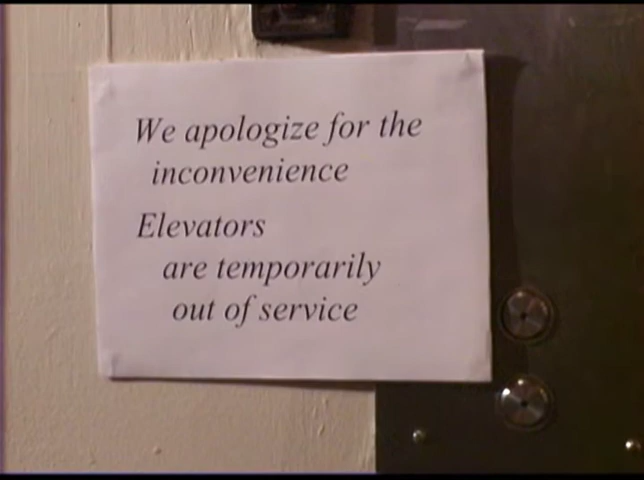 We apologize for the
inconvenience
Elevators
are temporarily
out of service